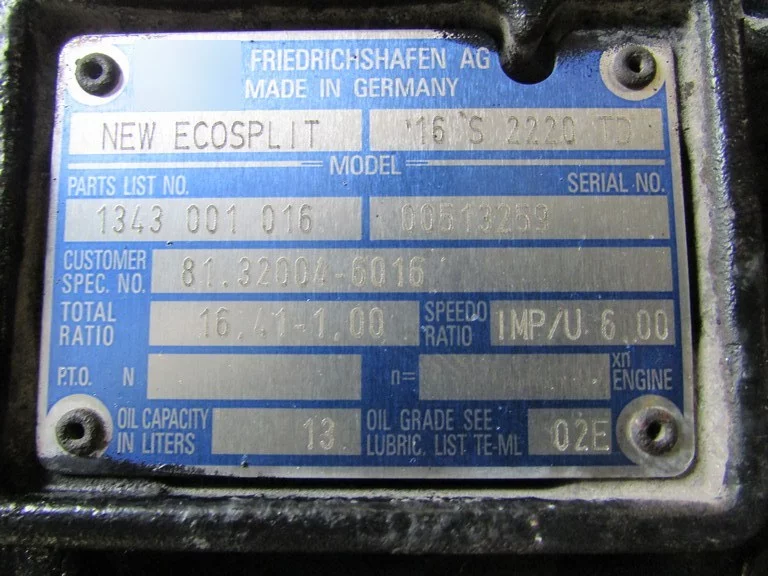 FRIEDRICHSHAFEN AG
MADE IN GERMANY
NEW ECOSPLIT 16 S 2220 TD
MODEL
PARTS LIST NO. SERIAL NO.
1343 001 016 00513259
CUSTOMER SPEC. NO. 81.32004-6016
TOTAL RATIO 16.41-1.00 SPEEDO RATIO IMP/U 6.00
P.T.O. N n= xn ENGINE
OIL CAPACITY IN LITERS 13 OIL GRADE SEE LUBRIC. LIST TE-ML 02E